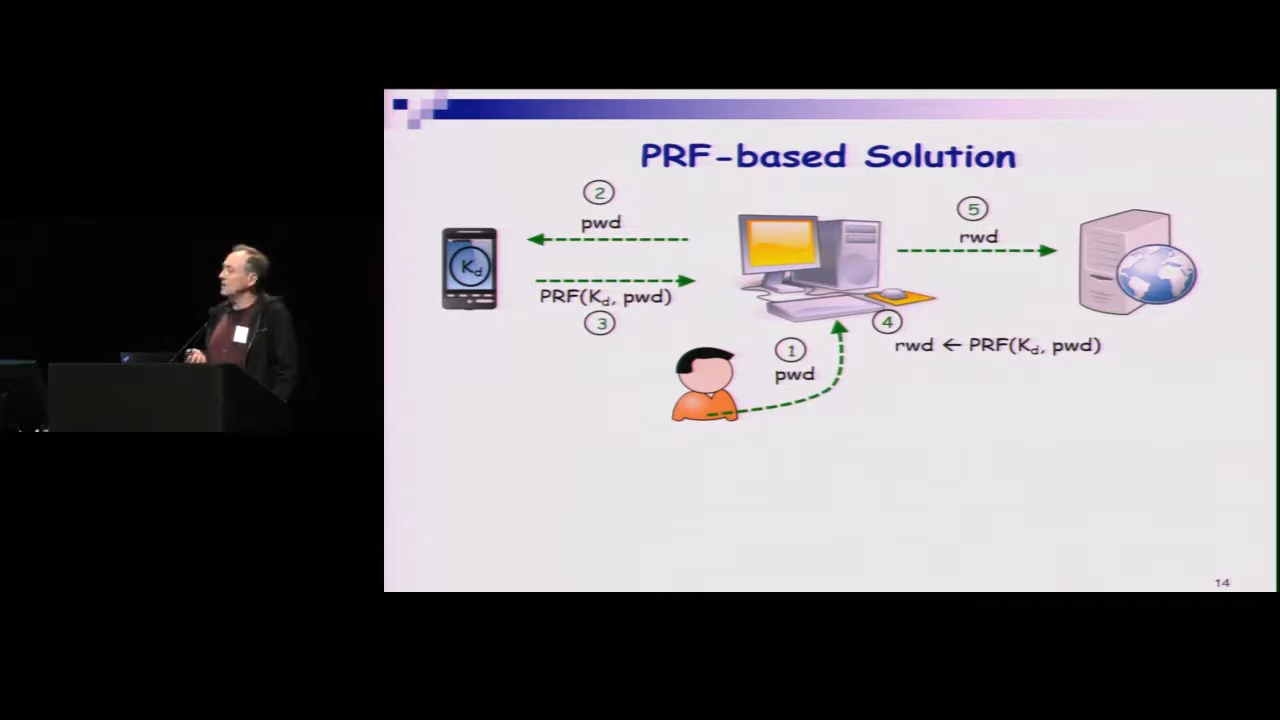 PRF-based Solution
2
pwd
5
rwd
Kd
PRF(Kd, pwd)
3
4
rwd ← PRF(Kd, pwd)
1
pwd
14